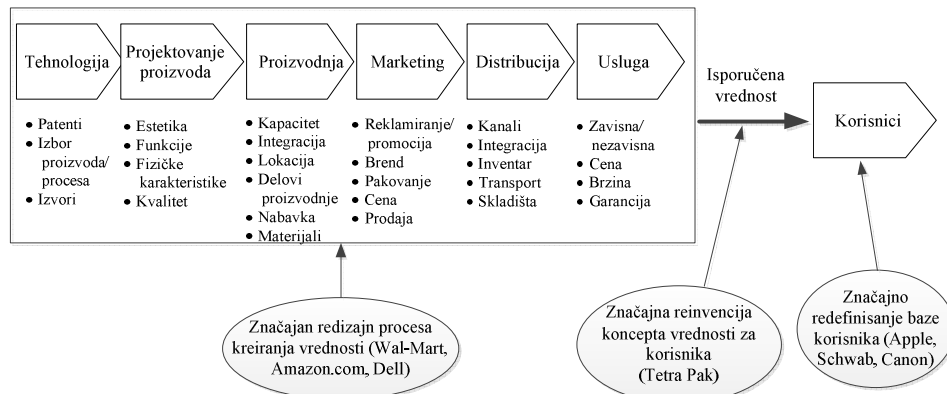 Tehnologija
Projektovanje
proizvoda
Proizvodnja
Marketing
Distribucija
Usluga
Isporučena
vrednost
Korisnici
• Patenti
• Izbor
proizvoda/
procesa
• Izvori
• Estetika
• Funkcije
• Fizičke
karakteristike
• Kvalitet
• Kapacitet
• Integracija
• Lokacija
• Delovi
proizvodnje
• Nabavka
• Materijali
• Reklamiranje/
promocija
• Brend
• Pakovanje
• Cena
• Prodaja
• Kanali
• Integracija
• Inventar
• Transport
• Skladišta
• Zavisna/
nezavisna
• Cena
• Brzina
• Garancija
Značajan redizajn procesa
kreiranja vrednosti (Wal-Mart,
Amazon.com, Dell)
Značajna reinvencija
koncepta vrednosti za
korisnika
(Tetra Pak)
Značajno
redefinisanje baze
korisnika (Apple,
Schwab, Canon)